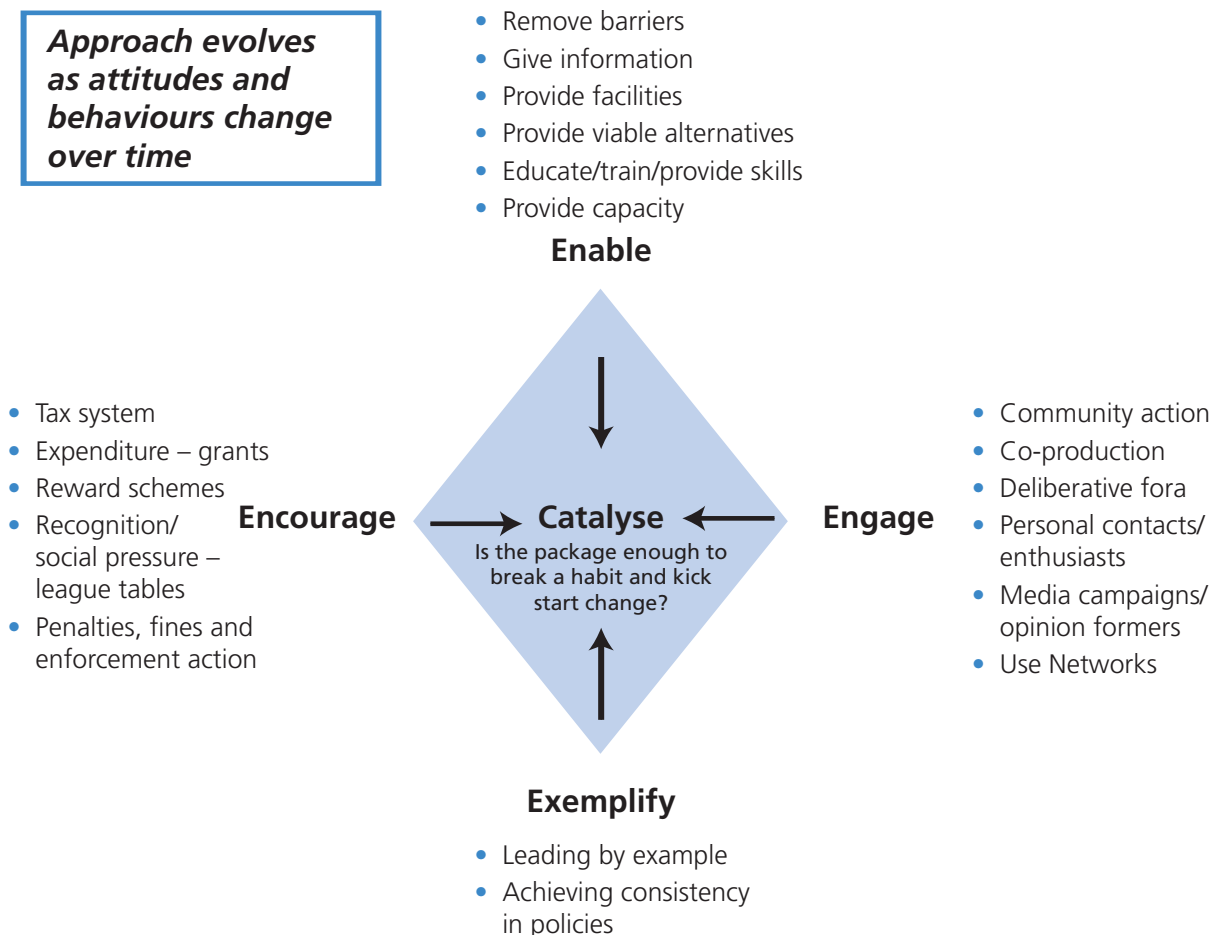 Approach evolves
as attitudes and
behaviours change
over time
• Remove barriers
• Give information
• Provide facilities
• Provide viable alternatives
• Educate/train/provide skills
• Provide capacity
Enable
• Tax system
• Expenditure – grants
• Reward schemes
• Recognition/
social pressure –
league tables
• Penalties, fines and
enforcement action
Encourage
Catalyse
Is the package enough to
break a habit and kick
start change?
Engage
• Community action
• Co-production
• Deliberative fora
• Personal contacts/
enthusiasts
• Media campaigns/
opinion formers
• Use Networks
Exemplify
• Leading by example
• Achieving consistency
in policies